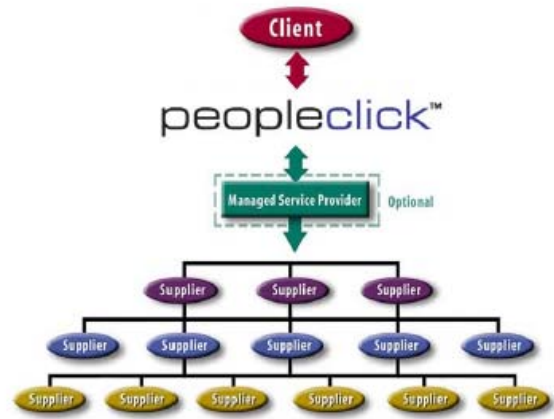 Client
peopleclick™
Managed Service Provider Optional
Supplier Supplier Supplier
Supplier Supplier Supplier Supplier Supplier
Supplier Supplier Supplier Supplier Supplier Supplier